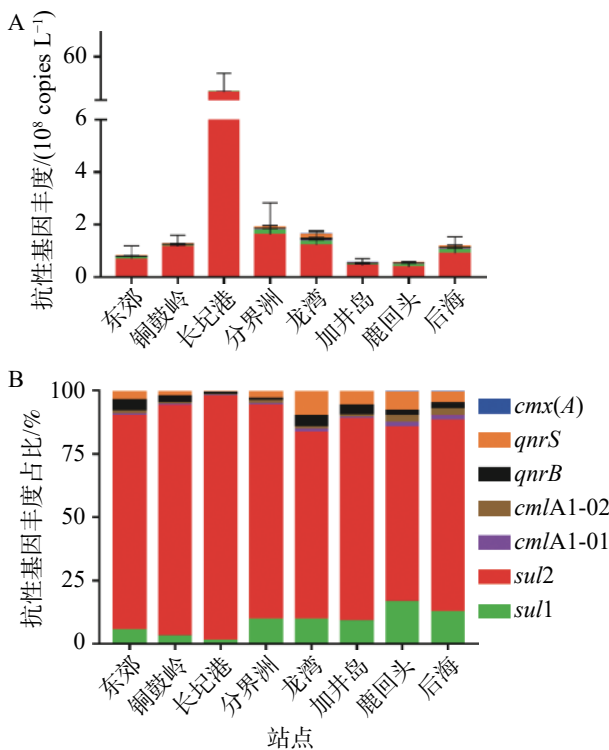 A
抗性基因丰度/(10⁸ copies L⁻¹)
60
6
4
2
0
东郊
铜鼓岭
长圮港
分界洲
龙湾
加井岛
鹿回头
后海
B
抗性基因丰度占比/%
100
75
50
25
0
东郊
铜鼓岭
长圮港
分界洲
龙湾
加井岛
鹿回头
后海
站点
cmx(A)
qnrS
qnrB
cmlA1-02
cmlA1-01
sul2
sul1